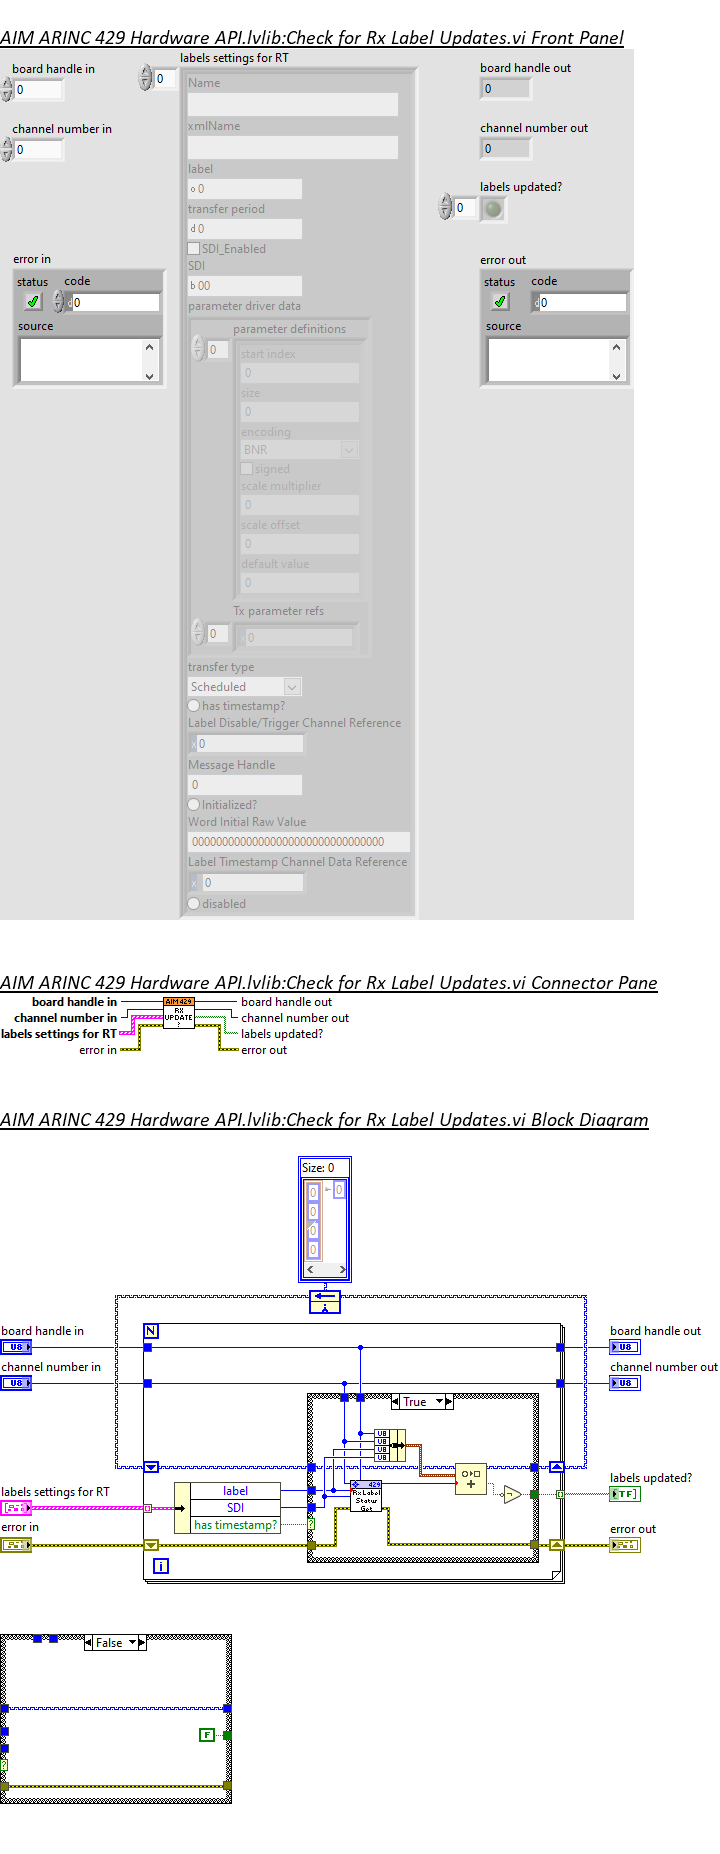 AIM ARINC 429 Hardware API.lvlib:Check for Rx Label Updates.vi Front Panel
board handle in
0
channel number in
0
error in
status code
0
source
labels settings for RT
0
Name
xmlName
label
o 0
transfer period
d 0
SDI_Enabled
SDI
b 00
parameter driver data
parameter definitions
0
start index
0
size
0
encoding
BNR
signed
scale multiplier
0
scale offset
0
default value
0
Tx parameter refs
0
0
transfer type
Scheduled
has timestamp?
Label Disable/Trigger Channel Reference
x 0
Message Handle
0
Initialized?
Word Initial Raw Value
00000000000000000000000000000000
Label Timestamp Channel Data Reference
x 0
disabled
board handle out
0
channel number out
0
labels updated?
0
error out
status code
d 0
source
AIM ARINC 429 Hardware API.lvlib:Check for Rx Label Updates.vi Connector Pane
board handle in
channel number in
labels settings for RT
error in
AIM 429
RX
UPDATE
?
board handle out
channel number out
labels updated?
error out
AIM ARINC 429 Hardware API.lvlib:Check for Rx Label Updates.vi Block Diagram
Size: 0
0 0
0
0
0
N
board handle in
U8
board handle out
U8
channel number in
U8
channel number out
U8
True
U8
U8
U8
U8
labels settings for RT
label
SDI
has timestamp?
429
Rx Label
Status
Get
?
labels updated?
TF
error in
error out
i
False
F
?